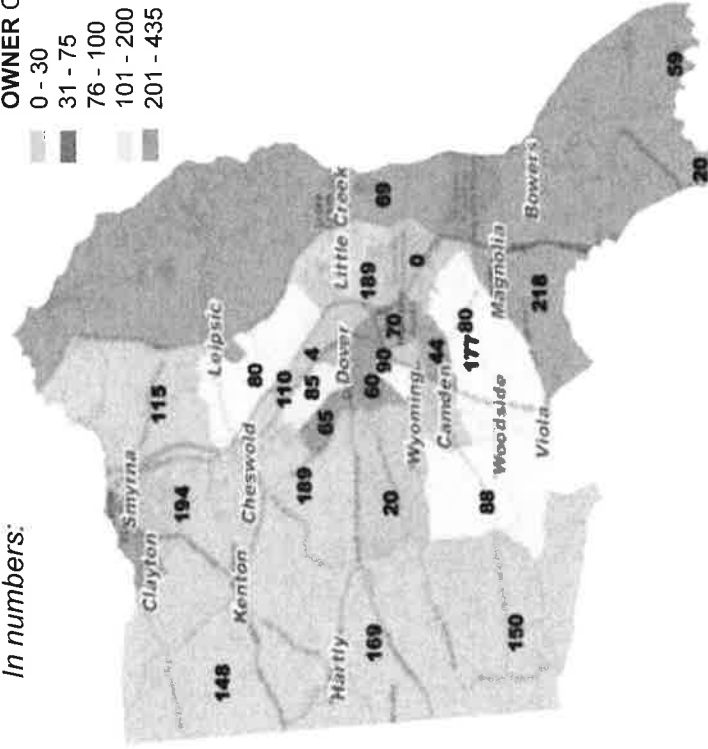 In numbers:
OWNER
0 - 30
31 - 75
76 - 100
101 - 200
201 - 435
Smyrna
Clayton
115
194
Leipsic
Kenton
Cheswold
80
148
110
4
85
Little Creek
189
65
189
Dover
69
Hartly
60
90
70
0
169
20
Wyoming
44
Camden
177
80
Magnolia
Bowers
88
Woodside
218
59
Viola
150
20